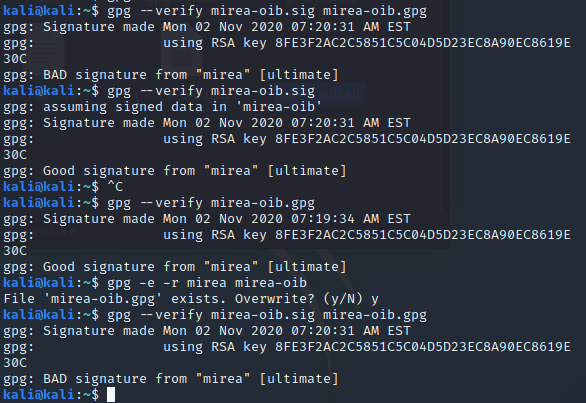 kali@kali:~$ gpg --verify mirea-oib.sig mirea-oib.gpg
gpg: Signature made Mon 02 Nov 2020 07:20:31 AM EST
gpg:                using RSA key 8FE3F2AC2C5851C5C04D5D23EC8A90EC8619E
30C
gpg: BAD signature from "mirea" [ultimate]
kali@kali:~$ gpg --verify mirea-oib.sig
gpg: assuming signed data in 'mirea-oib'
gpg: Signature made Mon 02 Nov 2020 07:20:31 AM EST
gpg:                using RSA key 8FE3F2AC2C5851C5C04D5D23EC8A90EC8619E
30C
gpg: Good signature from "mirea" [ultimate]
kali@kali:~$ ^C
kali@kali:~$ gpg --verify mirea-oib.gpg
gpg: Signature made Mon 02 Nov 2020 07:19:34 AM EST
gpg:                using RSA key 8FE3F2AC2C5851C5C04D5D23EC8A90EC8619E
30C
gpg: Good signature from "mirea" [ultimate]
kali@kali:~$ gpg -e -r mirea mirea-oib
File 'mirea-oib.gpg' exists. Overwrite? (y/N) y
kali@kali:~$ gpg --verify mirea-oib.sig mirea-oib.gpg
gpg: Signature made Mon 02 Nov 2020 07:20:31 AM EST
gpg:                using RSA key 8FE3F2AC2C5851C5C04D5D23EC8A90EC8619E
30C
gpg: BAD signature from "mirea" [ultimate]
kali@kali:~$